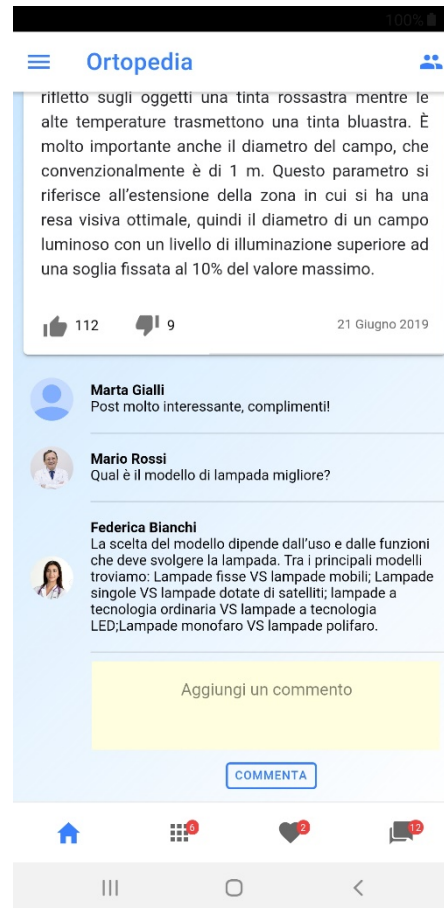 100%
Ortopedia
rifletto sugli oggetti una tinta rossastra mentre le
alte temperature trasmettono una tinta bluastra. È
molto importante anche il diametro del campo, che
convenzionalmente è di 1 m. Questo parametro si
riferisce all'estensione della zona in cui si ha una
resa visiva ottimale, quindi il diametro di un campo
luminoso con un livello di illuminazione superiore ad
una soglia fissata al 10% del valore massimo.
112 9 21 Giugno 2019
Marta Gialli
Post molto interessante, complimenti!
Mario Rossi
Qual è il modello di lampada migliore?
Federica Bianchi
La scelta del modello dipende dall'uso e dalle funzioni
che deve svolgere la lampada. Tra i principali modelli
troviamo: Lampade fisse VS lampade mobili; Lampade
singole VS lampade dotate di satelliti; lampade a
tecnologia ordinaria VS lampade a tecnologia
LED;Lampade monofaro VS lampade polifaro.
Aggiungi un commento
COMMENTA
6 2 12